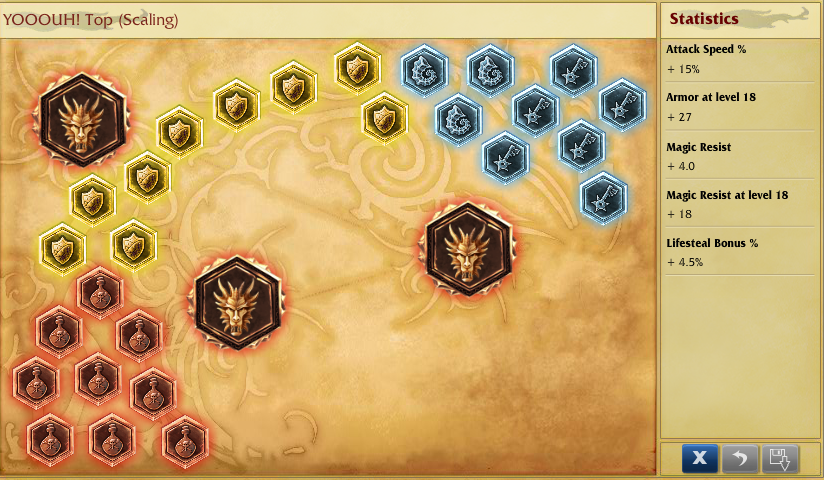 YOOOUH! Top (Scaling)
Statistics
Attack Speed %
+ 15%
Armor at level 18
+ 27
Magic Resist
+ 4.0
Magic Resist at level 18
+ 18
Lifesteal Bonus %
+ 4.5%
X